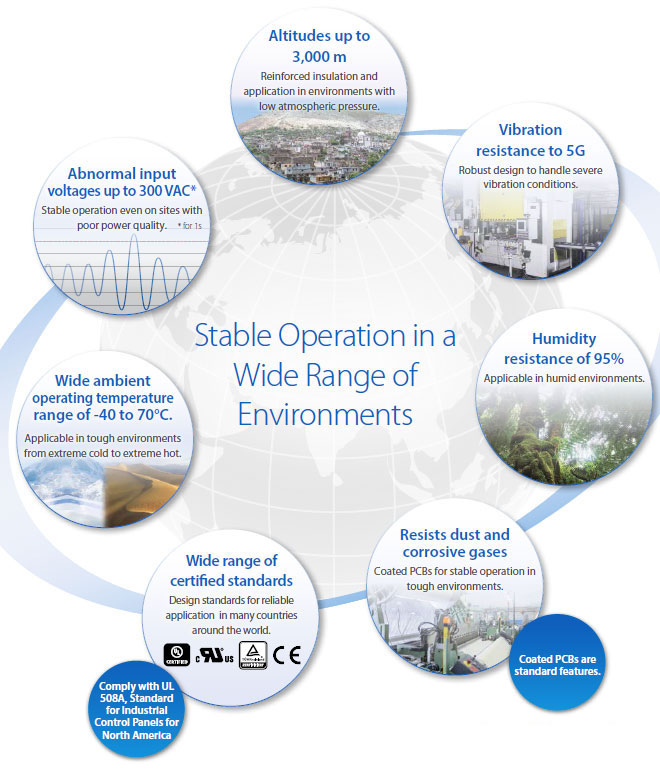 Altitudes up to
3,000 m
Reinforced insulation and
application in environments with
low atmospheric pressure.
Vibration
resistance to 5G
Robust design to handle severe
vibration conditions.
Abnormal input
voltages up to 300 VAC*
Stable operation even on sites with
poor power quality. * for 1s
Stable Operation in a
Wide Range of
Environments
Humidity
resistance of 95%
Applicable in humid environments.
Wide ambient
operating temperature
range of -40 to 70°C.
Applicable in tough environments
from extreme cold to extreme hot.
Resists dust and
corrosive gases
Coated PCBs for stable operation in
tough environments.
Coated PCBs are
standard features.
Wide range of
certified standards
Design standards for reliable
application in many countries
around the world.
UL
CERTIFIED
c UR US
CE
Comply with UL
508A, Standard
for Industrial
Control Panels for
North America